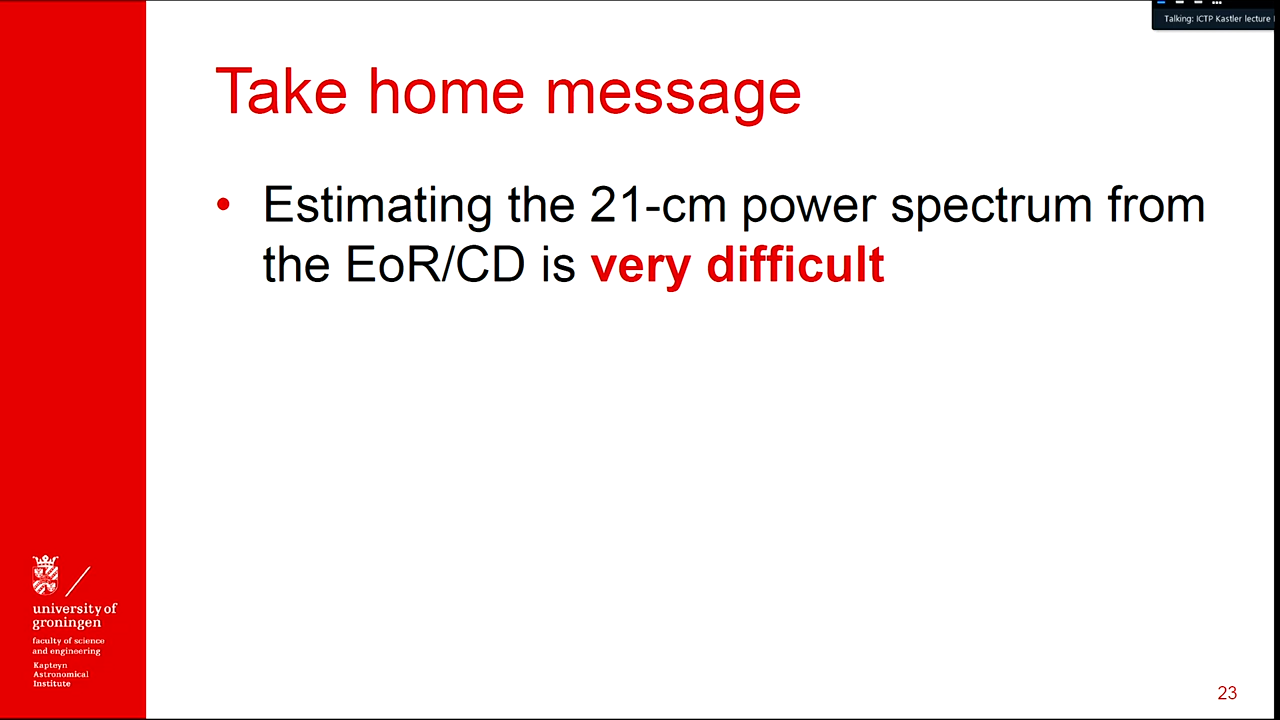 Talking: ICTP Kastler lecture
Take home message
• Estimating the 21-cm power spectrum from
the EoR/CD is very difficult
university of
groningen
faculty of science
and engineering
Kapteyn
Astronomical
Institute
23